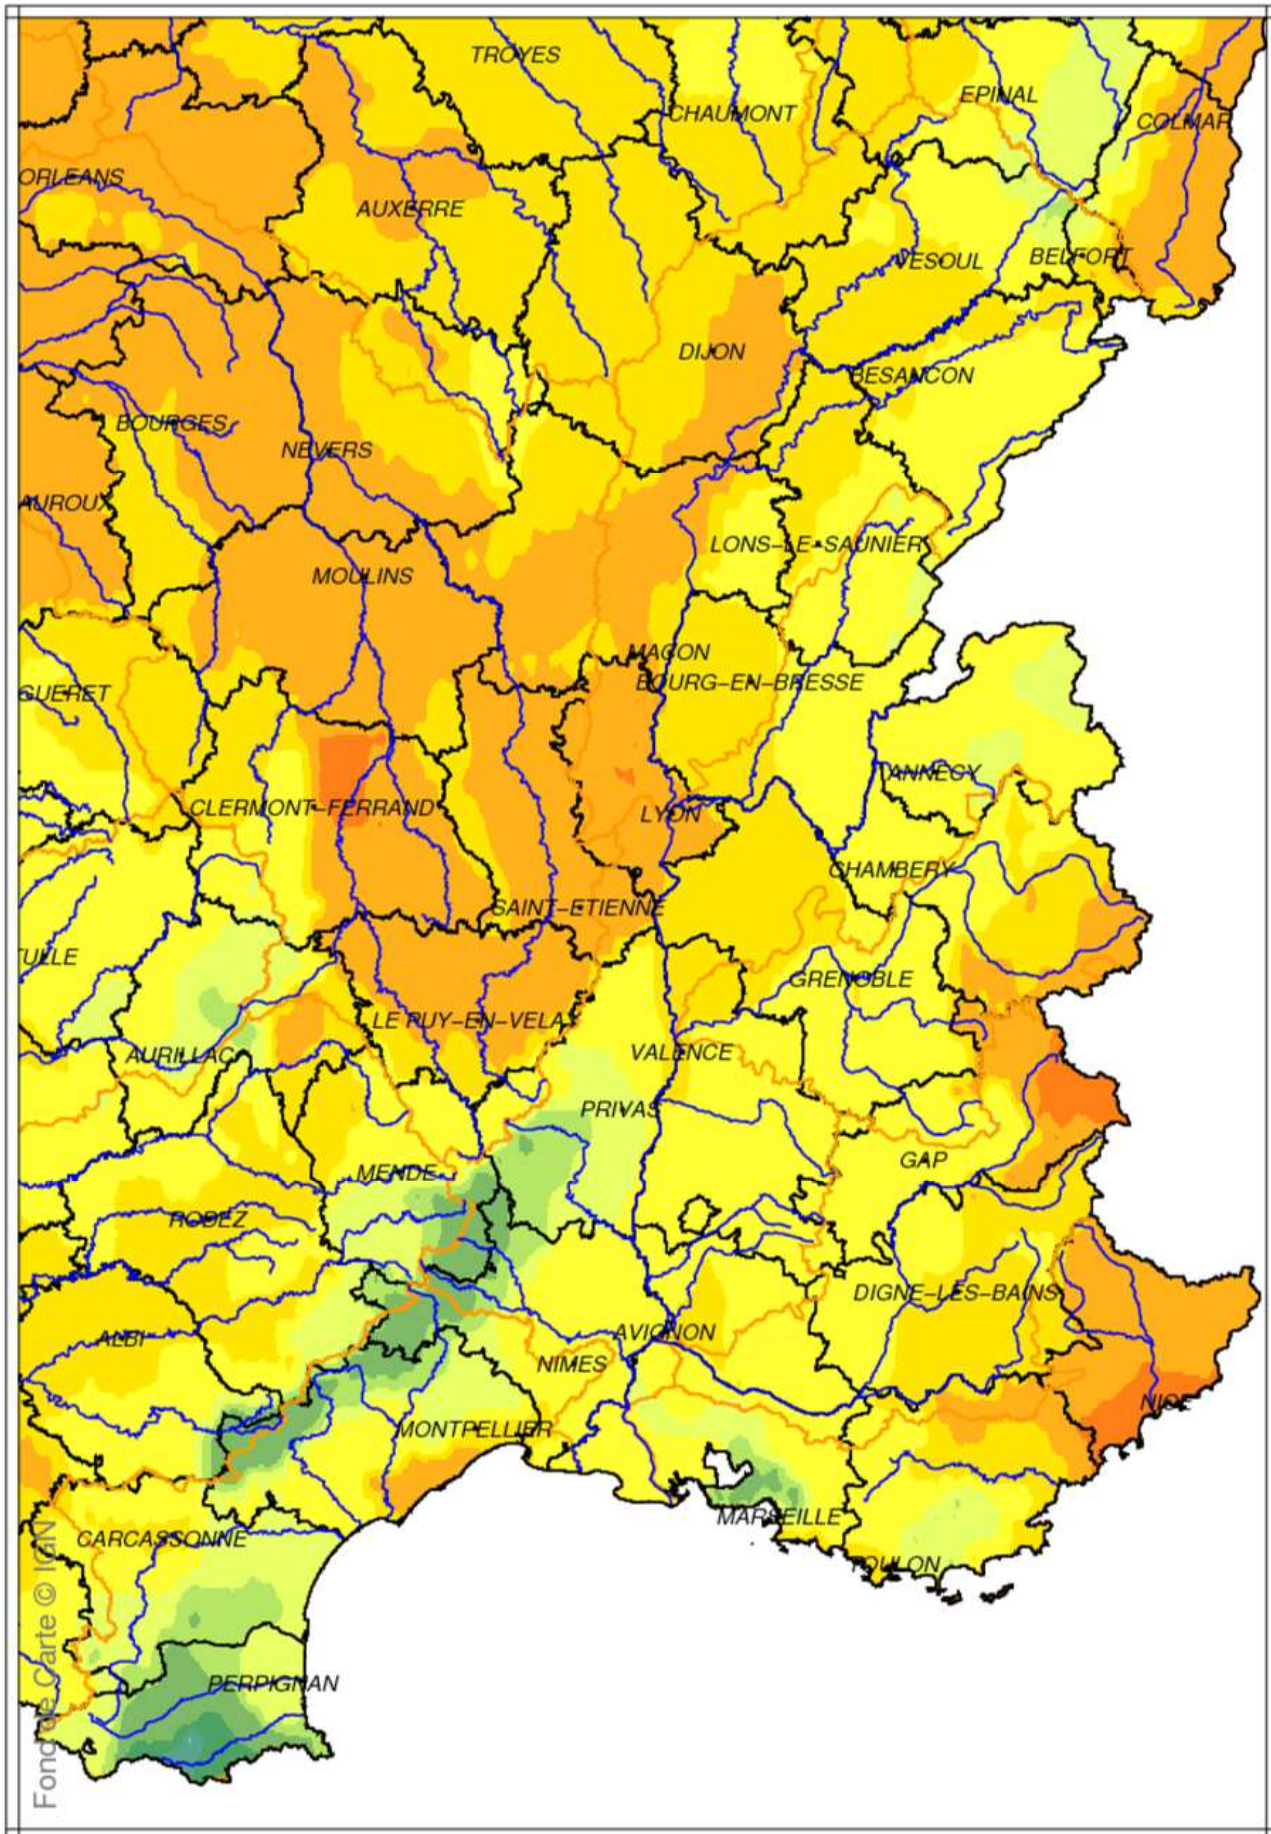 TROYES
EPINAL
CHAUMONT
COLMAR
ORLEANS
AUXERRE
VESOUL
BELFORT
DIJON
BESANCON
BOURGES
NEVERS
AUROUX
LONS-LE-SAUNIER
MOULINS
MACON
BOURG-EN-BRESSE
GUERET
ANNECY
CLERMONT-FERRAND
LYON
CHAMBERY
SAINT-ETIENNE
TULLE
GRENOBLE
LE PUY-EN-VELAY
AURILLAC
VALENCE
PRIVAS
GAP
MENDE
RODEZ
DIGNE-LES-BAINS
AVIGNON
ALBI
NIMES
NICE
MONTPELLIER
MARSEILLE
CARCASSONNE
TOULON
PERPIGNAN
Fond de Carte © IGN